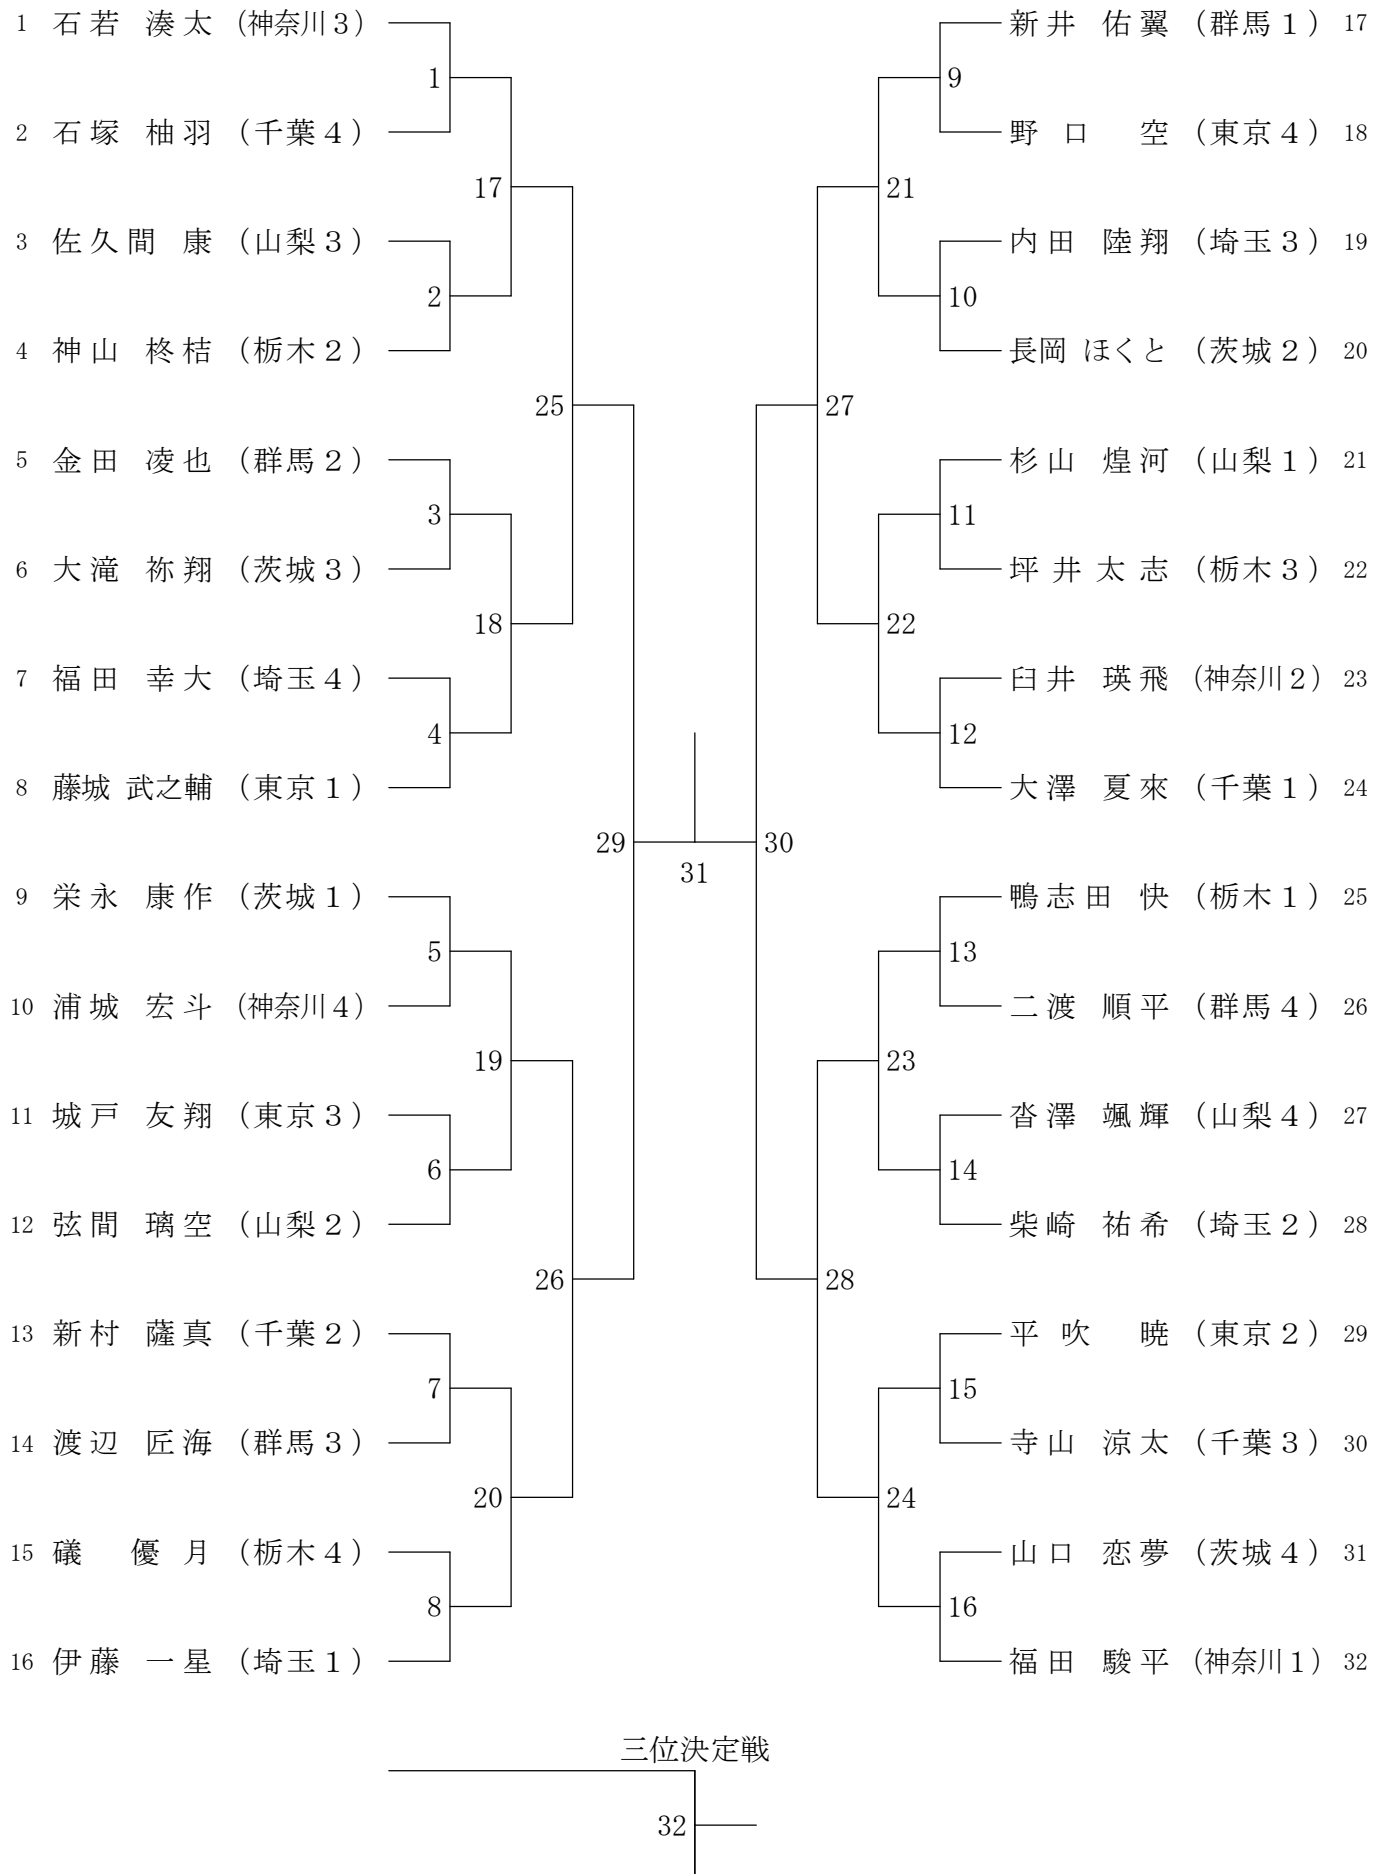 1 石若 湊太 (神奈川3)
1
2 石塚 柚羽 (千葉4)
17
3 佐久間 康 (山梨3)
2
4 神山 柊桔 (栃木2)
25
5 金田 凌也 (群馬2)
3
6 大滝 祢翔 (茨城3)
18
7 福田 幸大 (埼玉4)
4
8 藤城 武之輔 (東京1)
29
9 栄永 康作 (茨城1)
5
10 浦城 宏斗 (神奈川4)
19
11 城戸 友翔 (東京3)
6
12 弦間 璃空 (山梨2)
26
13 新村 薩真 (千葉2)
7
14 渡辺 匠海 (群馬3)
20
15 礒 優月 (栃木4)
8
16 伊藤 一星 (埼玉1)
31
新井 佑翼 (群馬1) 17
9
野口 空 (東京4) 18
21
内田 陸翔 (埼玉3) 19
10
長岡 ほくと (茨城2) 20
27
杉山 煌河 (山梨1) 21
11
坪井太志 (栃木3) 22
22
臼井 瑛飛 (神奈川2) 23
12
大澤 夏來 (千葉1) 24
30
鴨志田 快 (栃木1) 25
13
二渡 順平 (群馬4) 26
23
沓澤 颯輝 (山梨4) 27
14
柴崎 祐希 (埼玉2) 28
28
平吹 暁 (東京2) 29
15
寺山 涼太 (千葉3) 30
24
山口 恋夢 (茨城4) 31
16
福田 駿平 (神奈川1) 32
三位決定戦
32